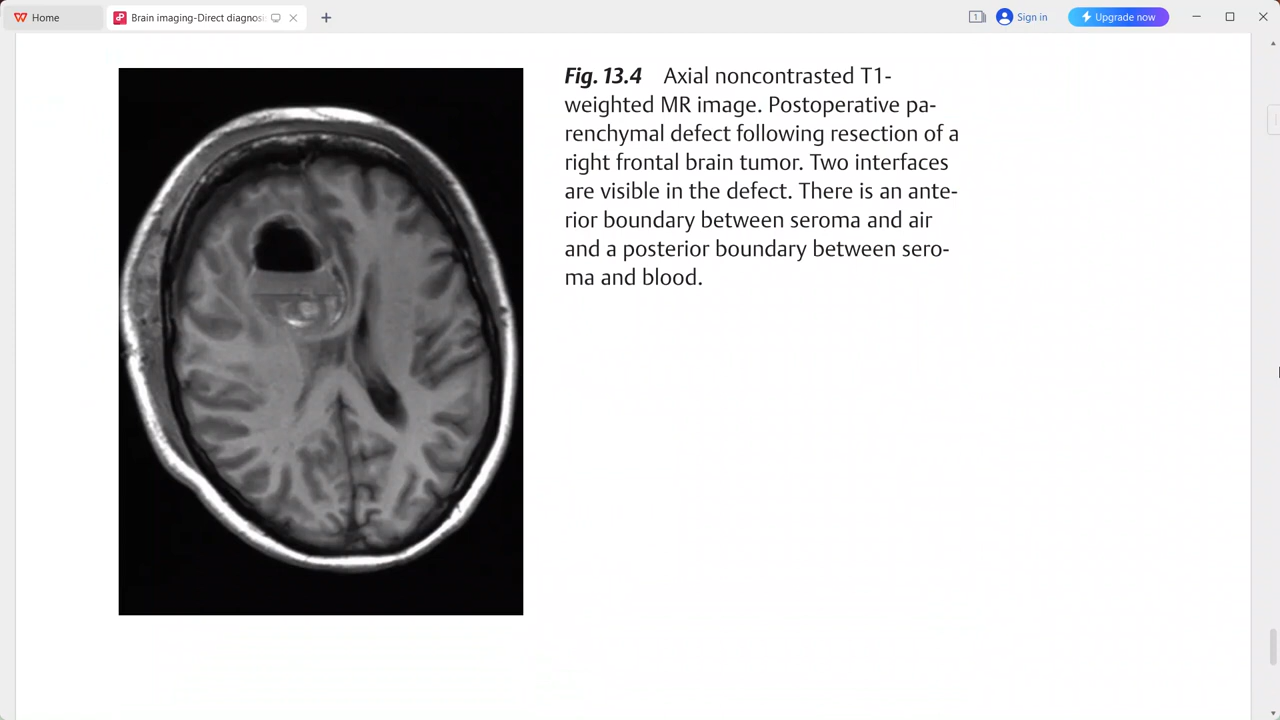 Home
Brain imaging-Direct diagnosi
1
Sign in
Upgrade now
Fig. 13.4 Axial noncontrasted T1-
weighted MR image. Postoperative pa-
renchymal defect following resection of a
right frontal brain tumor. Two interfaces
are visible in the defect. There is an ante-
rior boundary between seroma and air
and a posterior boundary between sero-
ma and blood.